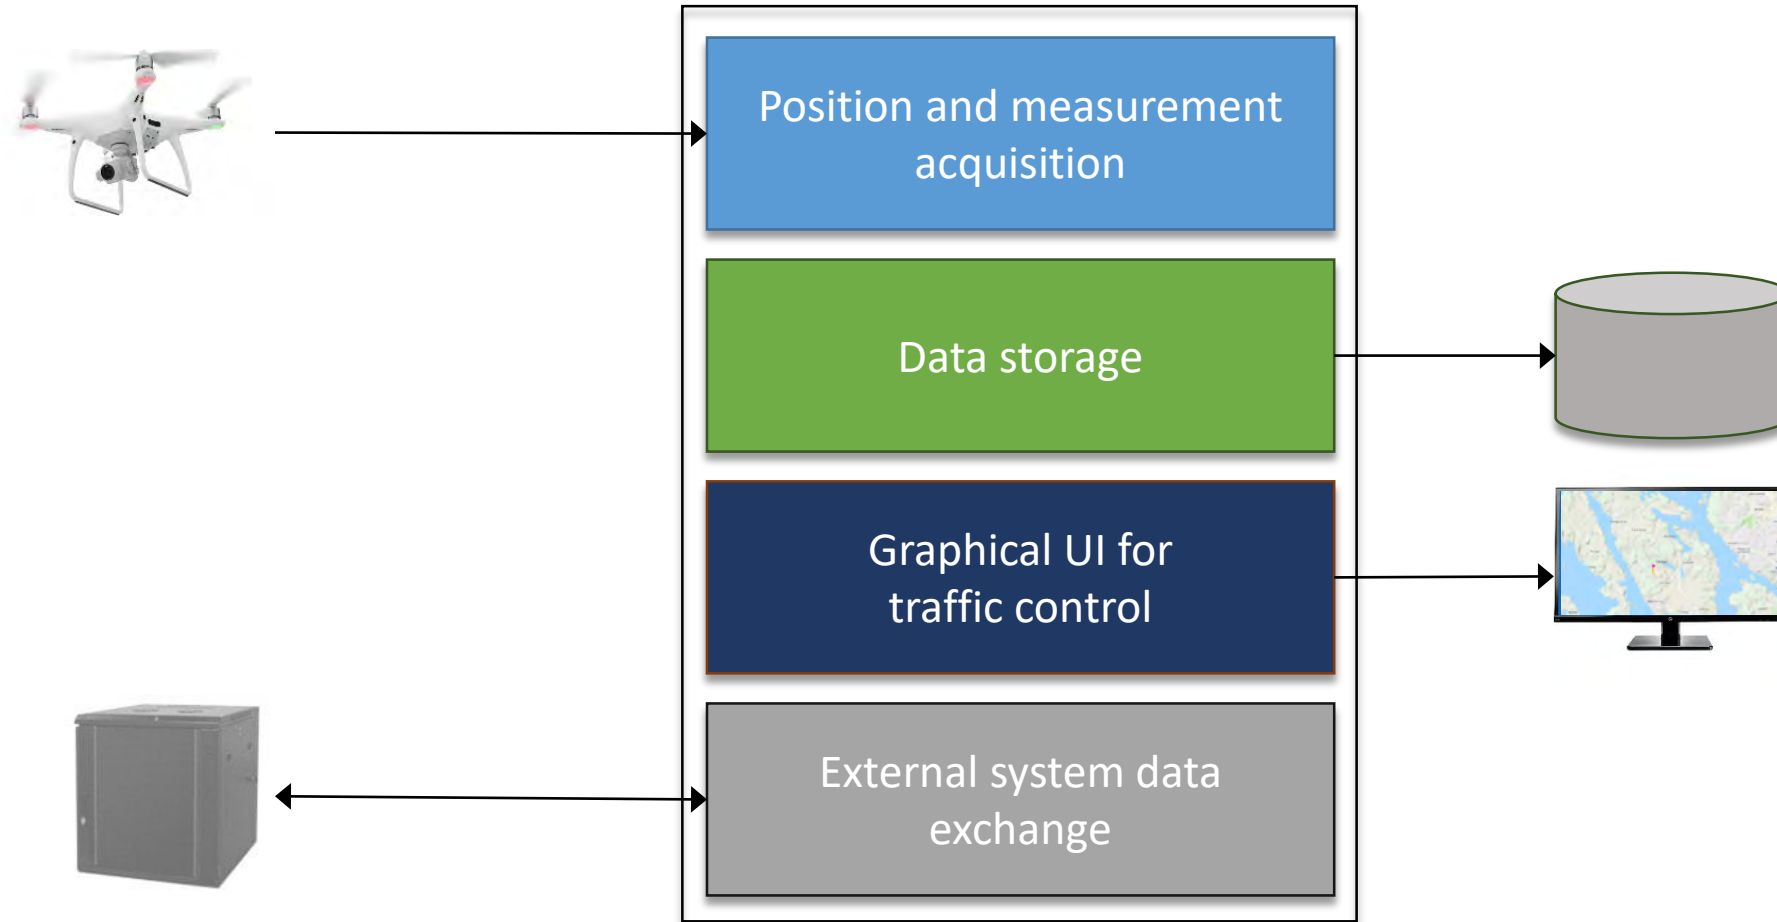 Position and measurement
acquisition
Data storage
Graphical UI for
traffic control
External system data
exchange